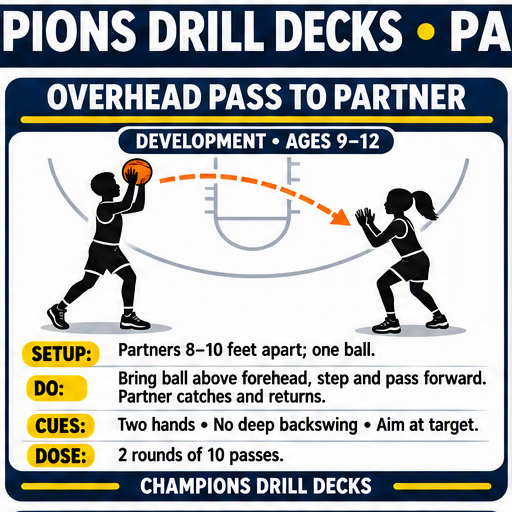 PIONS DRILL DECKS • PA
OVERHEAD PASS TO PARTNER
DEVELOPMENT • AGES 9–12
SETUP: Partners 8–10 feet apart; one ball.
DO: Bring ball above forehead, step and pass forward.
Partner catches and returns.
CUES: Two hands • No deep backswing • Aim at target.
DOSE: 2 rounds of 10 passes.
CHAMPIONS DRILL DECKS